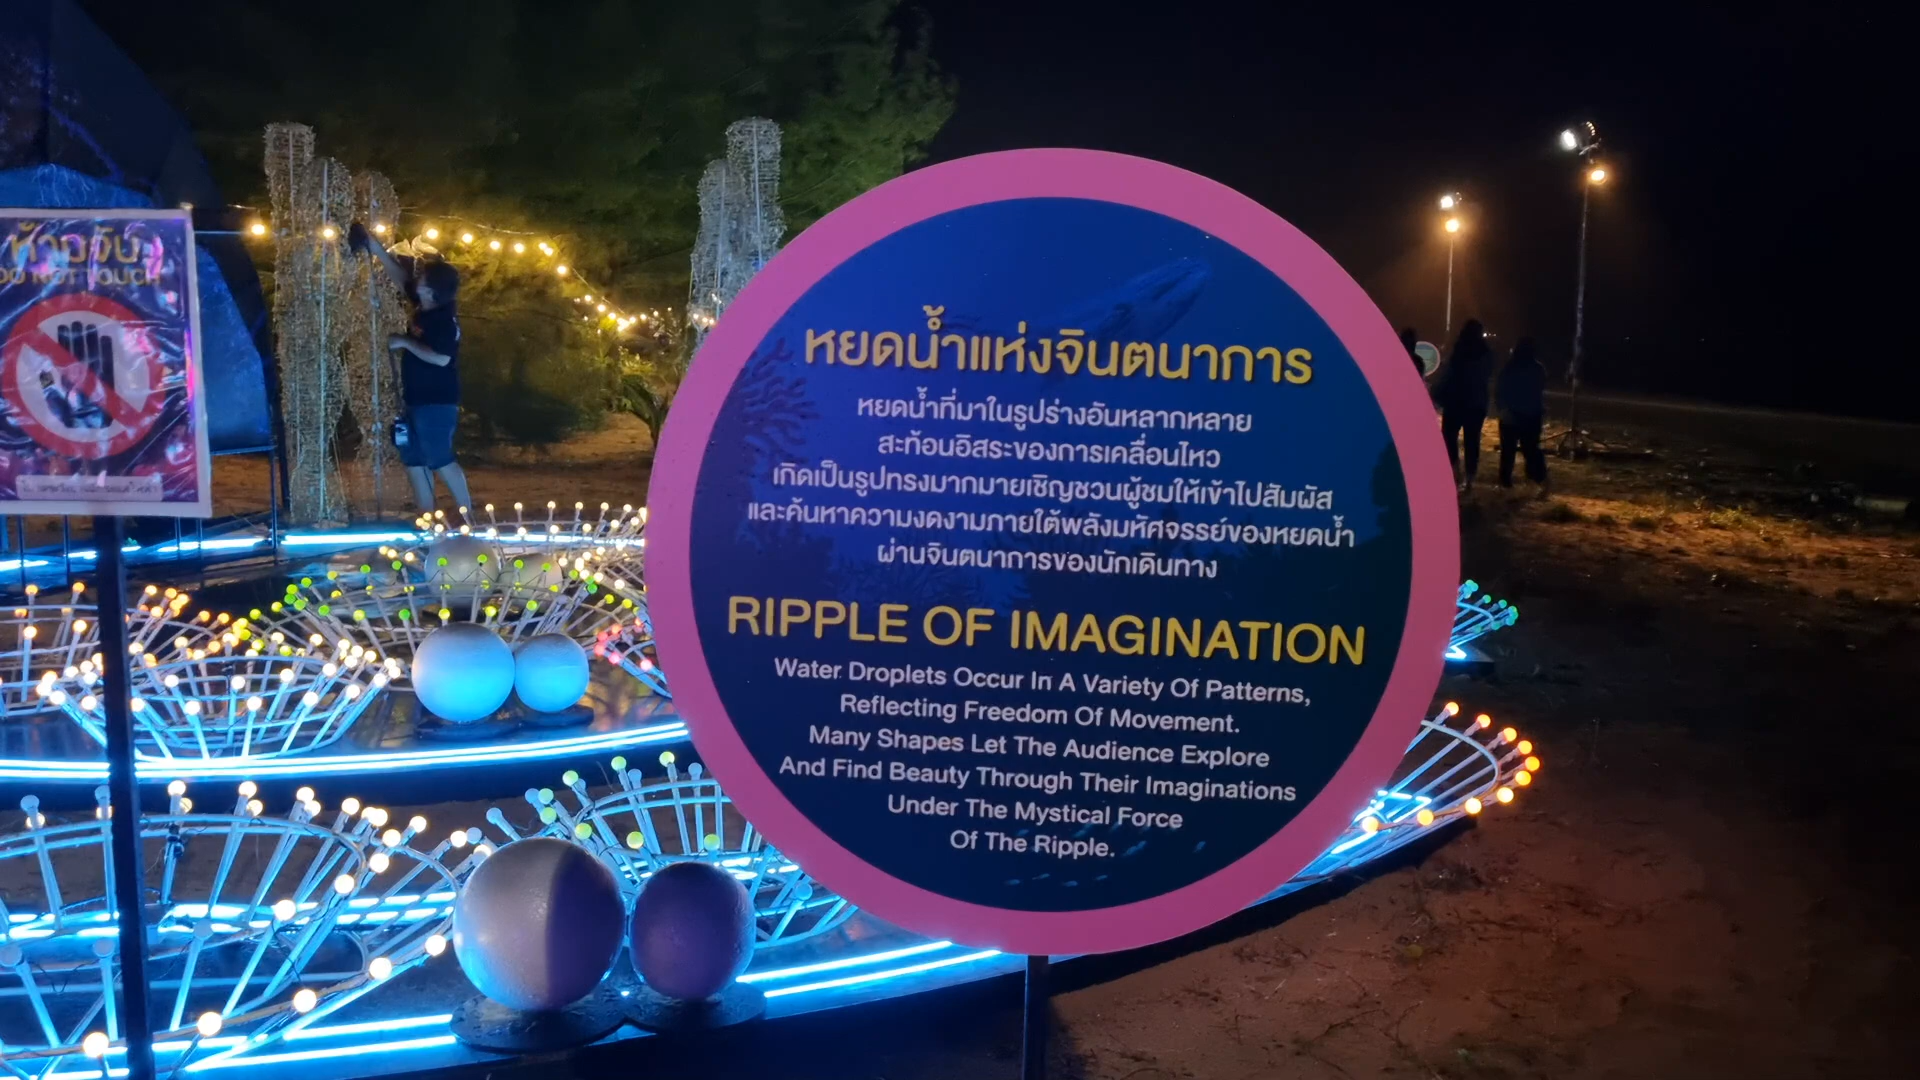 ห้ามจับ
DO NOT TOUCH
หยดน้ำแห่งจินตนาการ
หยดน้ำที่มาในรูปร่างอันหลากหลาย
สะท้อนอิสระของการเคลื่อนไหว
เกิดเป็นรูปทรงมากมายเชิญชวนผู้ชมให้เข้าไปสัมผัส
และค้นหาความงดงามภายใต้พลังมหัศจรรย์ของหยดน้ำ
ผ่านจินตนาการของนักเดินทาง
RIPPLE OF IMAGINATION
Water Droplets Occur In A Variety Of Patterns,
Reflecting Freedom Of Movement.
Many Shapes Let The Audience Explore
And Find Beauty Through Their Imaginations
Under The Mystical Force
Of The Ripple.